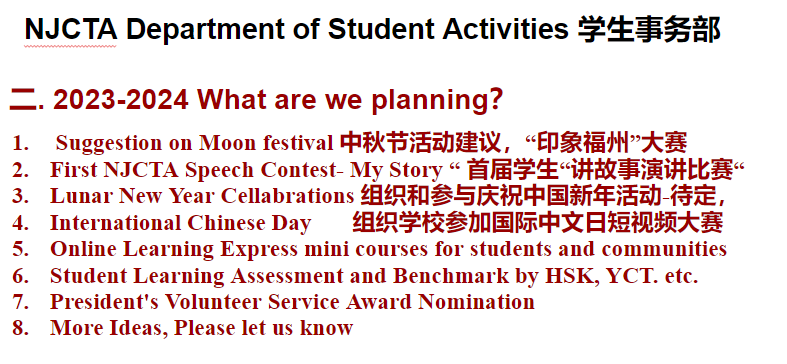 NJCTA Department of Student Activities 学生事务部
二. 2023-2024 What are we planning?
1. Suggestion on Moon festival 中秋节活动建议，“印象福州”大赛
2. First NJCTA Speech Contest- My Story “ 首届学生“讲故事演讲比赛“
3. Lunar New Year Cellabrations 组织和参与庆祝中国新年活动-待定，
4. International Chinese Day 组织学校参加国际中文日短视频大赛
5. Online Learning Express mini courses for students and communities
6. Student Learning Assessment and Benchmark by HSK, YCT. etc.
7. President's Volunteer Service Award Nomination
8. More Ideas, Please let us know